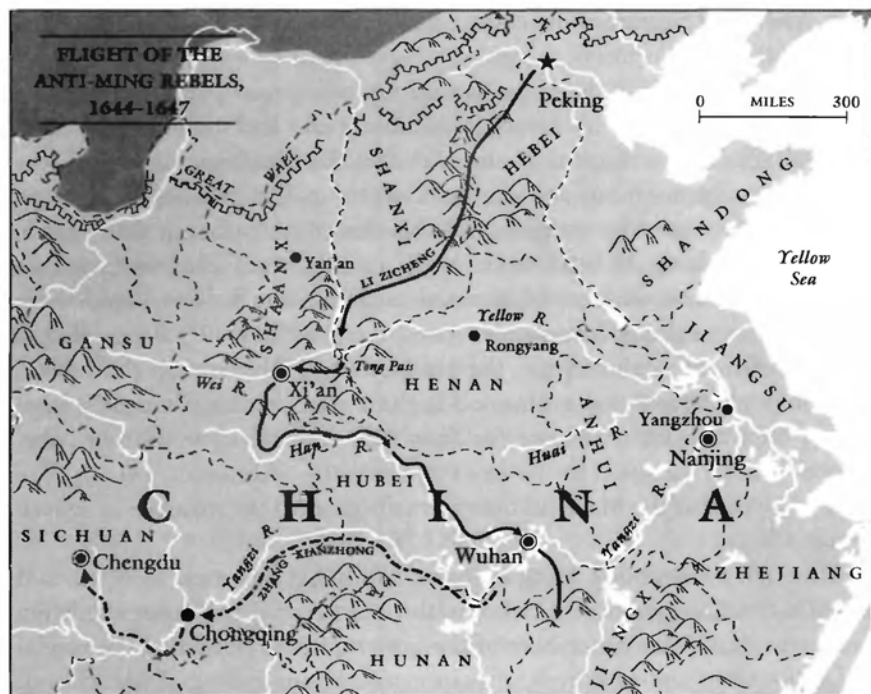 FLIGHT OF THE
ANTI-MING REBELS,
1644–1647
Peking
0 MILES 300
GREAT WALL
SHANXI
HEBEI
SHANDONG
Yellow
Sea
Yan'an
LI ZICHENG
SHAANXI
GANSU
Yellow R.
Rongyang
JIANGSU
Wei R.
Tong Pass
Xi'an
HENAN
ANHUI
Yangzhou
Huai R.
Nanjing
Han R.
HUBEI
CHINA
SICHUAN
Yangzi R.
ZHANG XIANZHONG
Wuhan
Yangzi R.
Chengdu
ZHEJIANG
Chongqing
HUNAN
JIANGXI